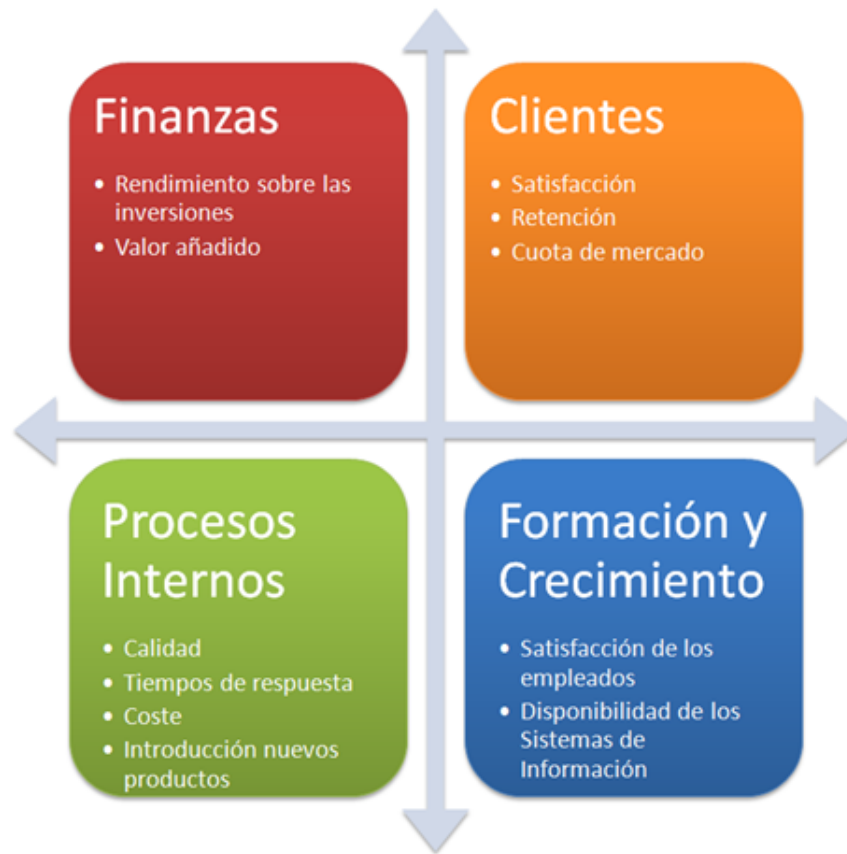 Finanzas
• Rendimiento sobre las
inversiones
• Valor añadido
Clientes
• Satisfacción
• Retención
• Cuota de mercado
Procesos
Internos
• Calidad
• Tiempos de respuesta
• Coste
• Introducción nuevos
productos
Formación y
Crecimiento
• Satisfacción de los
empleados
• Disponibilidad de los
Sistemas de
Información